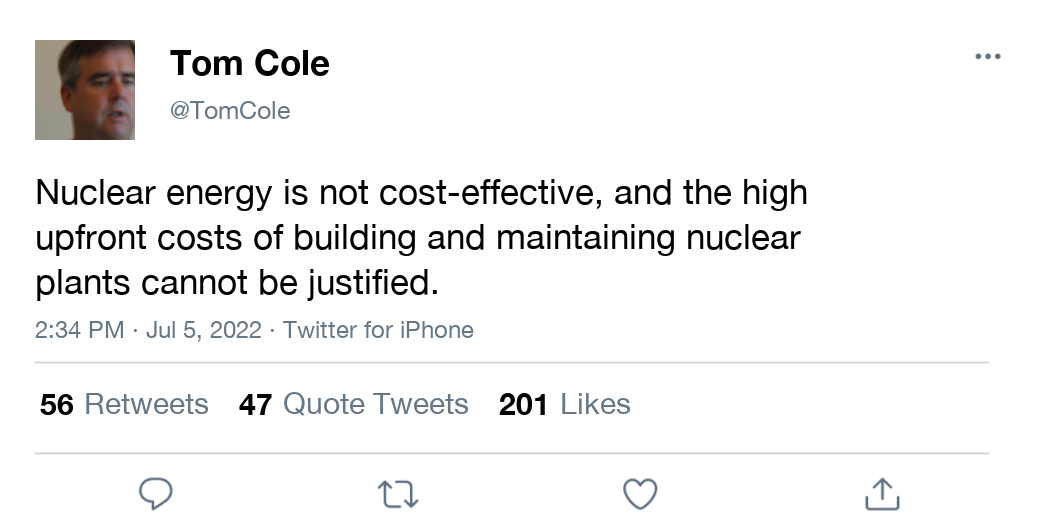 Tom Cole
@TomCole
Nuclear energy is not cost-effective, and the high
upfront costs of building and maintaining nuclear
plants cannot be justified.
2:34 PM · Jul 5, 2022 · Twitter for iPhone
56 Retweets 47 Quote Tweets 201 Likes